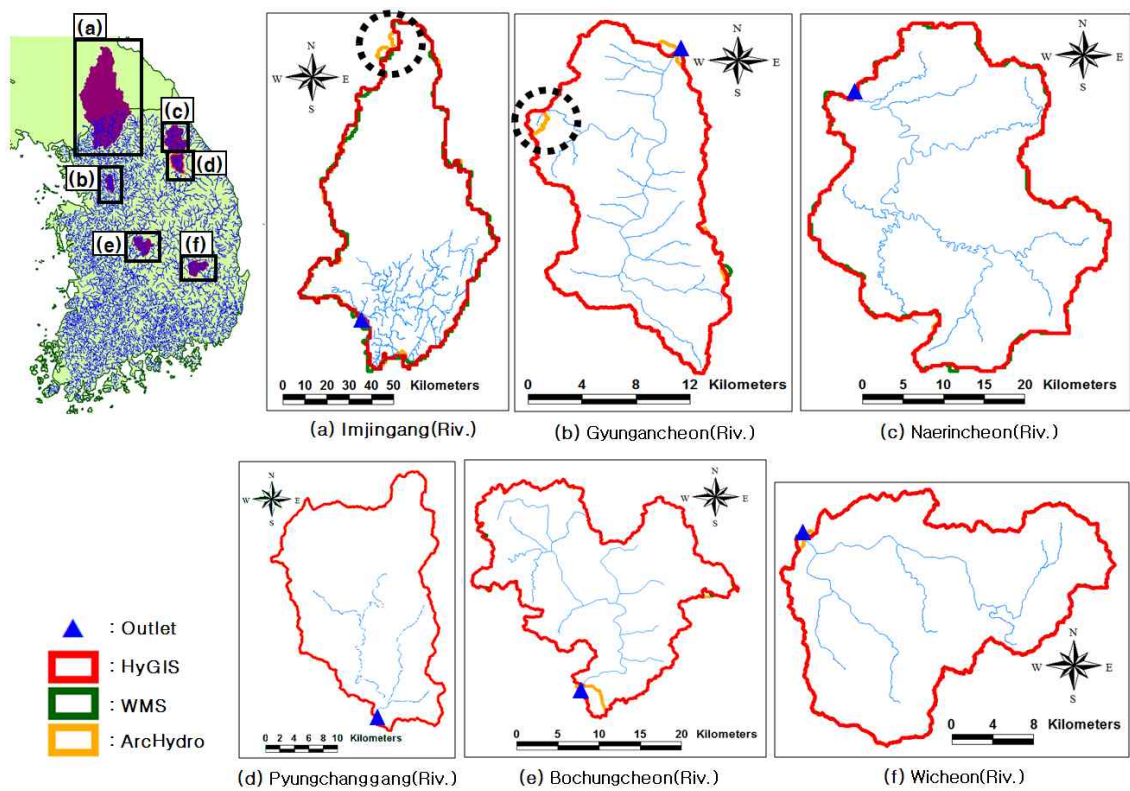 (a)
(c)
(d)
(b)
(e)
(f)
N
W E
S
0 10 20 30 40 50 Kilometers
(a) Imjingang(Riv.)
N
W E
S
0 4 8 12 Kilometers
(b) Gyungancheon(Riv.)
N
W E
S
0 5 10 15 20 Kilometers
(c) Naerincheon(Riv.)
▲ : Outlet
: HyGIS
: WMS
: ArcHydro
N
W E
S
0 2 4 6 8 10 Kilometers
(d) Pyungchanggang(Riv.)
N
W E
S
0 5 10 15 20 Kilometers
(e) Bochungcheon(Riv.)
N
W E
S
0 4 8 Kilometers
(f) Wicheon(Riv.)